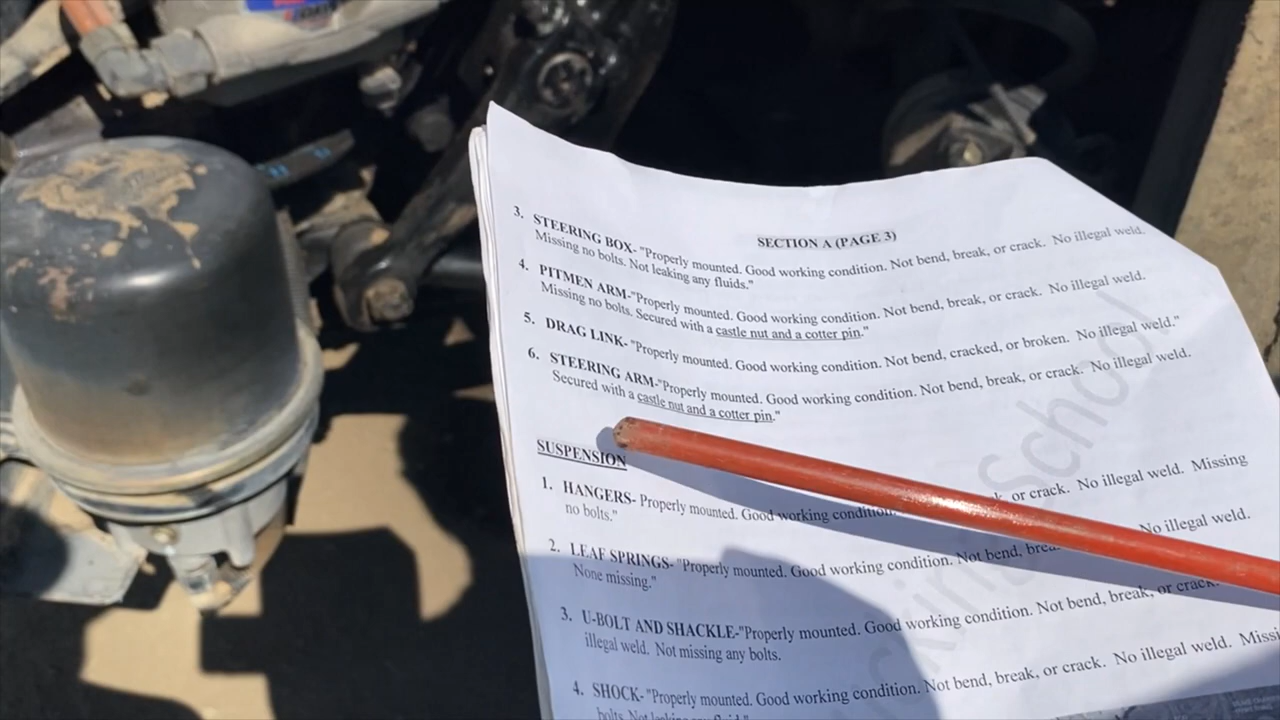 SECTION A (PAGE 3)
3. STEERING BOX- "Properly mounted. Good working condition. Not bend, break, or crack. No illegal weld.
Missing no bolts. Not leaking any fluids."
4. PITMEN ARM-"Properly mounted. Good working condition. Not bend, break, or crack. No illegal weld.
Missing no bolts. Secured with a castle nut and a cotter pin."
5. DRAG LINK- "Properly mounted. Good working condition. Not bend, cracked, or broken. No illegal weld."
6. STEERING ARM-"Properly mounted. Good working condition. Not bend, break, or crack. No illegal weld.
Secured with a castle nut and a cotter pin."
SUSPENSION
1. HANGERS- Properly mounted. Good working condition. or crack. No illegal weld. Missing
no bolts."
2. LEAF SPRINGS- "Properly mounted. Good working condition. Not bend, No illegal weld.
None missing."
3. U-BOLT AND SHACKLE-"Properly mounted. Good working condition. Not bend, break, or crack.
illegal weld. Not missing any bolts.
4. SHOCK- "Properly mounted. Good working condition. Not bend, break, or crack. No illegal weld.
bolts. Not leaking any
School